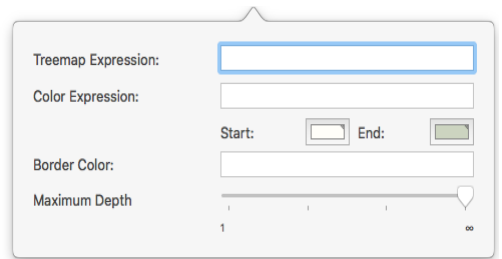 Treemap Expression:
Color Expression:
Start: End:
Border Color:
Maximum Depth
1 ∞